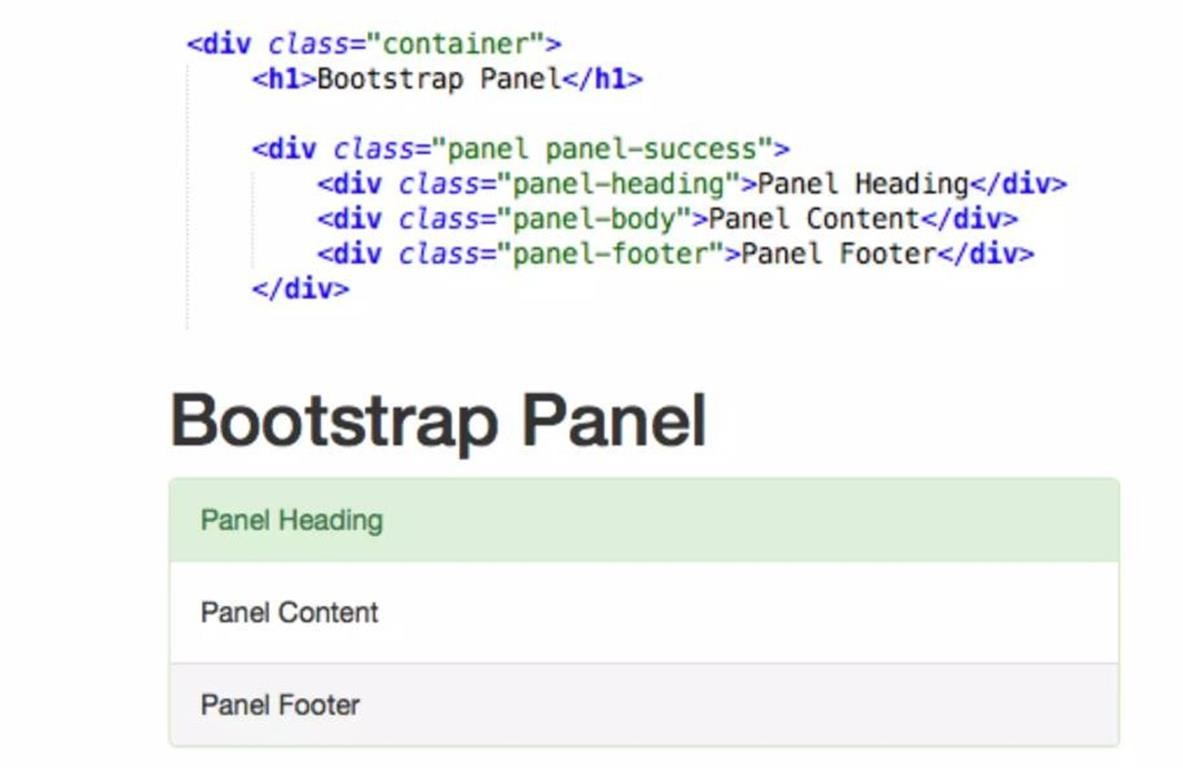 <div class="container">
<h1>Bootstrap Panel</h1>
<div class="panel panel-success">
<div class="panel-heading">Panel Heading</div>
<div class="panel-body">Panel Content</div>
<div class="panel-footer">Panel Footer</div>
</div>
Bootstrap Panel
Panel Heading
Panel Content
Panel Footer